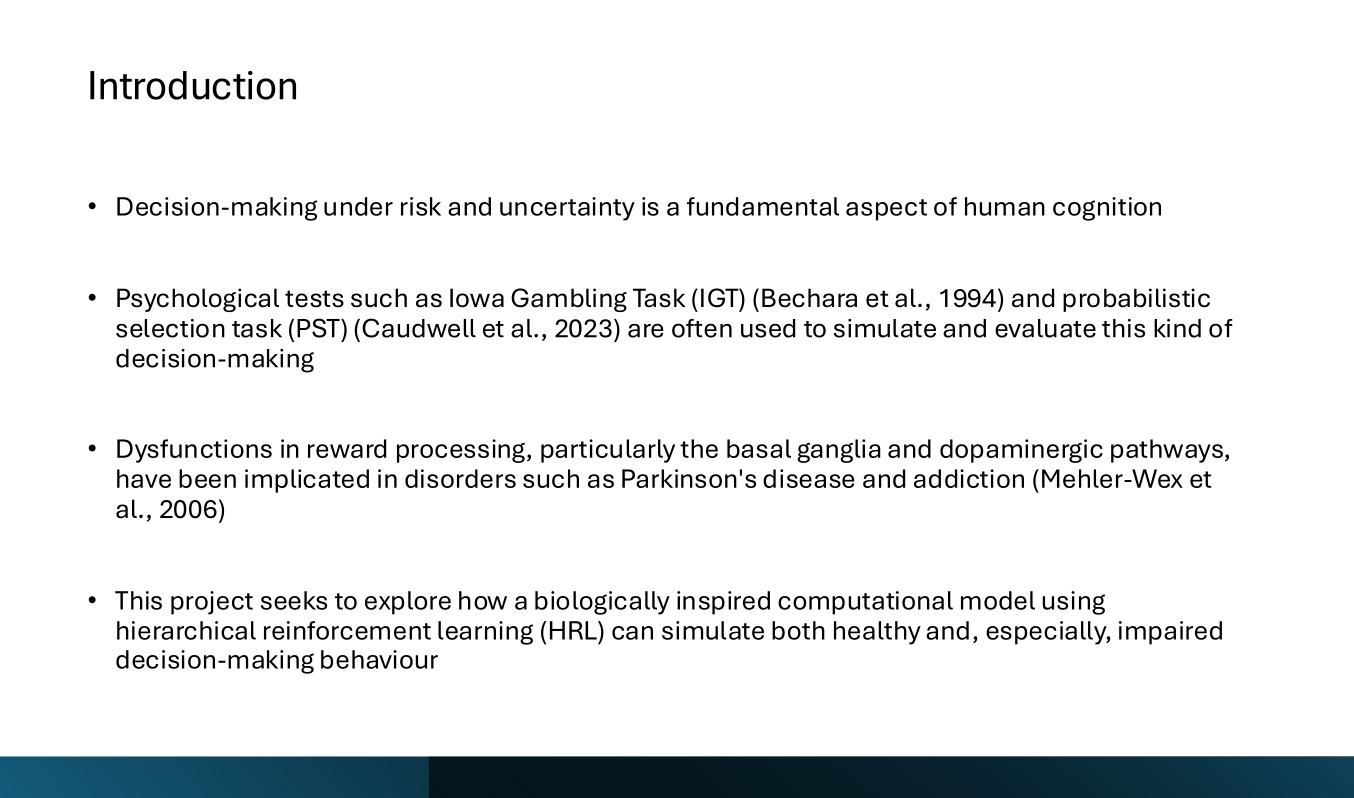 Introduction
• Decision-making under risk and uncertainty is a fundamental aspect of human cognition
• Psychological tests such as Iowa Gambling Task (IGT) (Bechara et al., 1994) and probabilistic
selection task (PST) (Caudwell et al., 2023) are often used to simulate and evaluate this kind of
decision-making
• Dysfunctions in reward processing, particularly the basal ganglia and dopaminergic pathways,
have been implicated in disorders such as Parkinson's disease and addiction (Mehler-Wex et
al., 2006)
• This project seeks to explore how a biologically inspired computational model using
hierarchical reinforcement learning (HRL) can simulate both healthy and, especially, impaired
decision-making behaviour